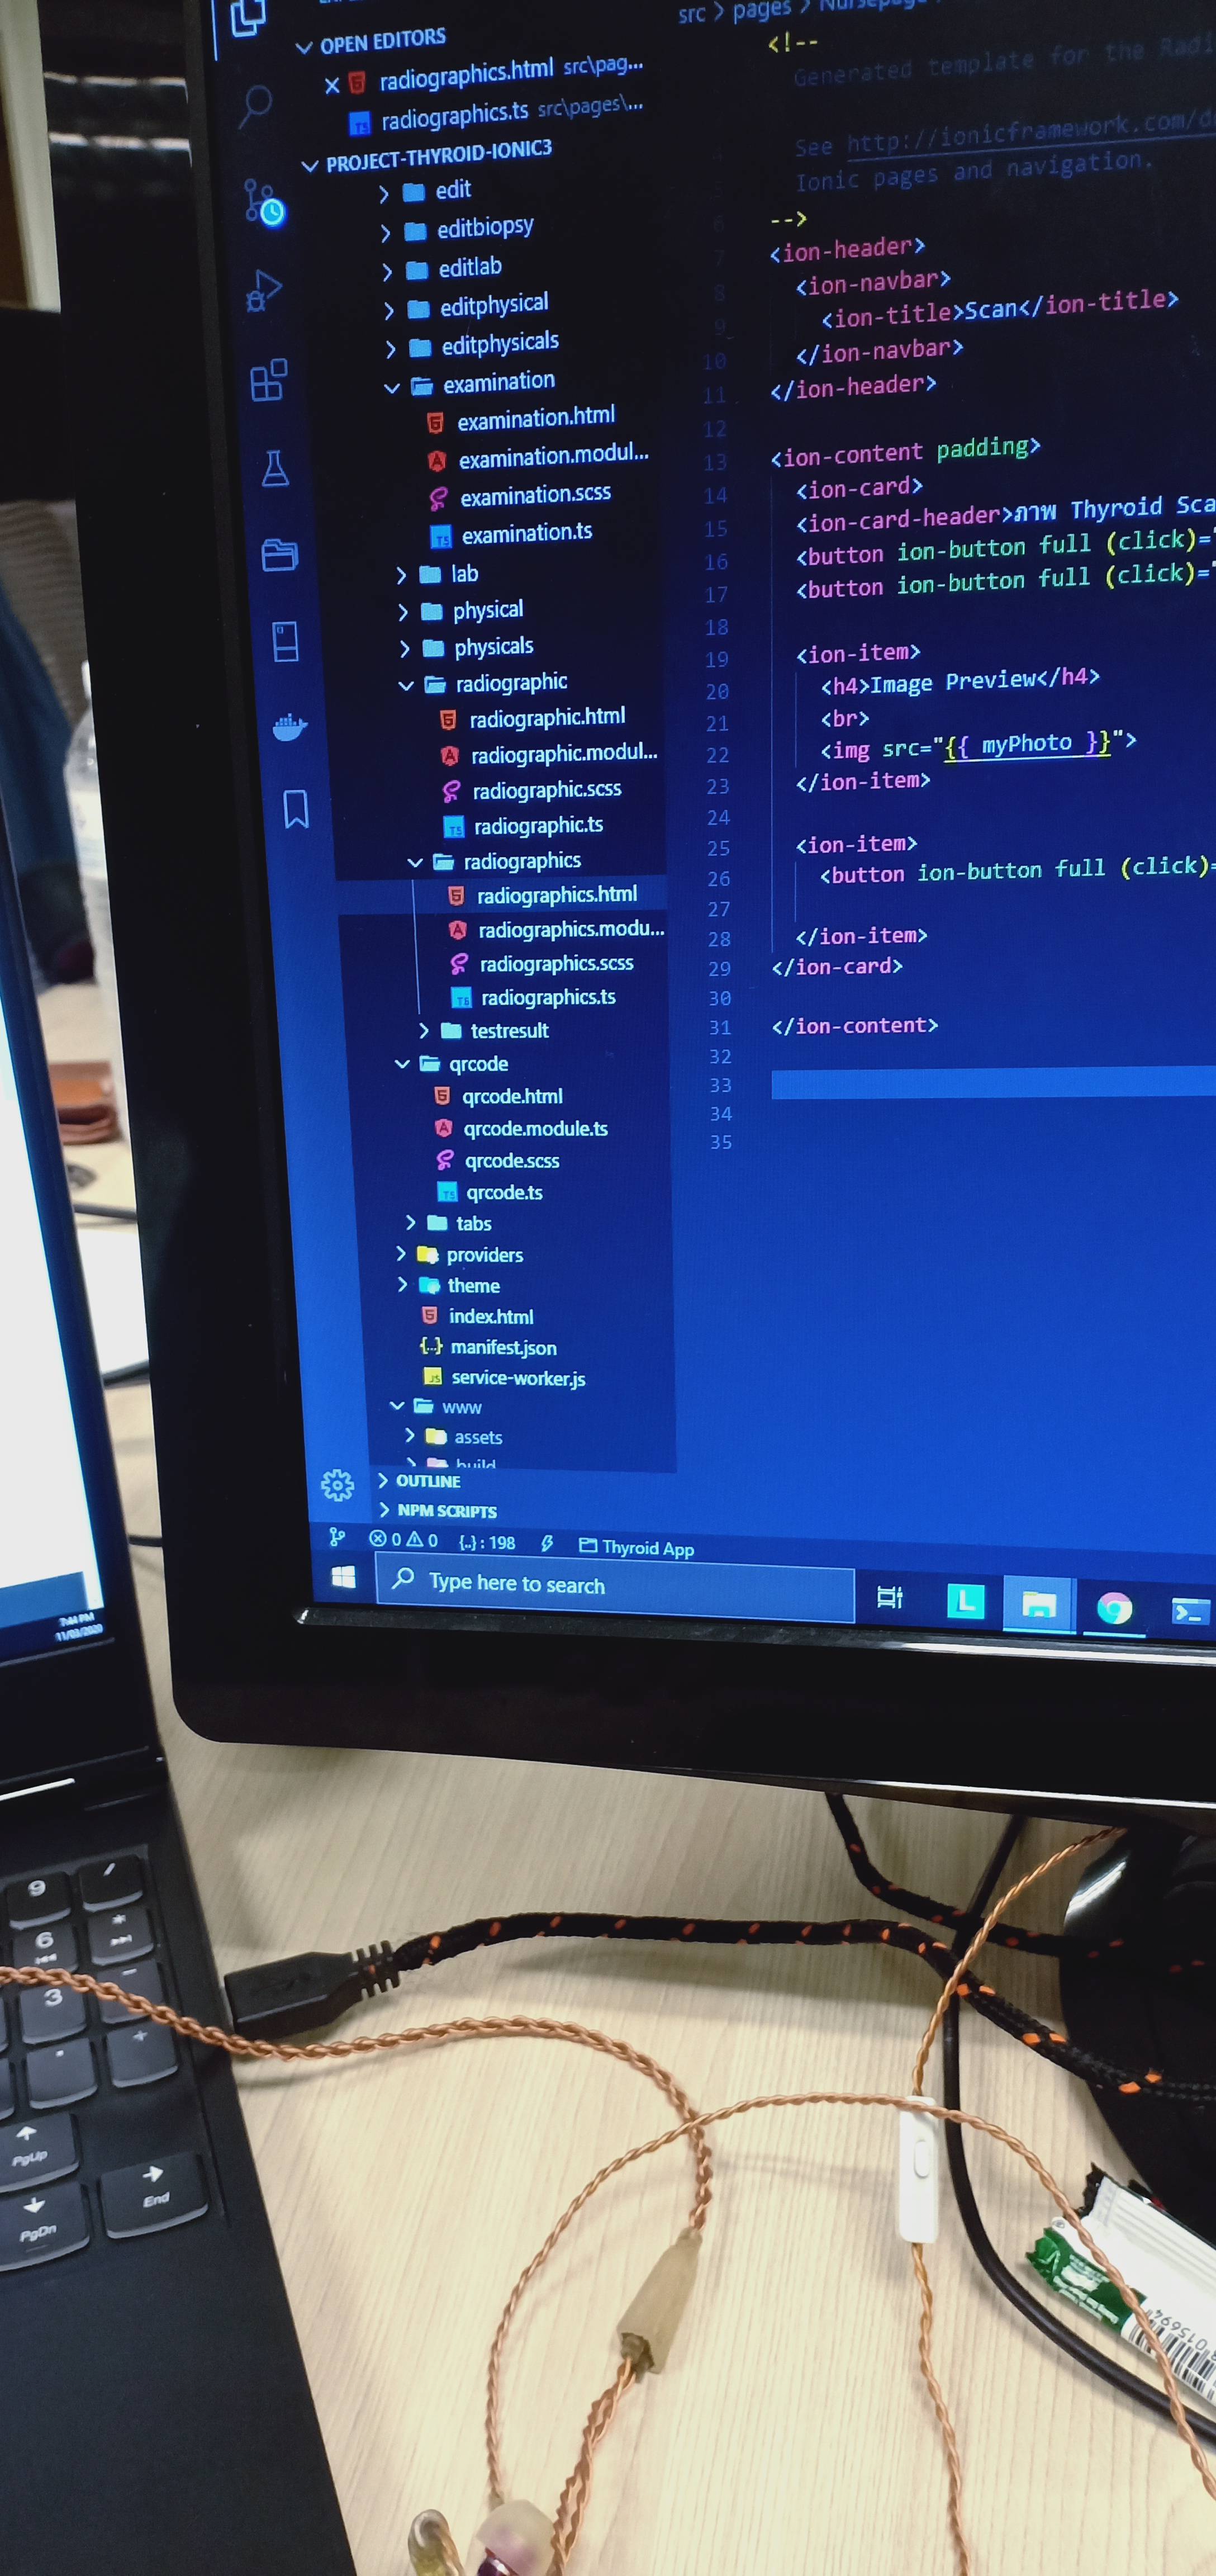 OPEN EDITORS
radiographics.html src\pag...
radiographics.ts src\pages\...
PROJECT-THYROID-IONIC3
edit
editbiopsy
editlab
editphysical
editphysicals
examination
examination.html
examination.modul...
examination.scss
examination.ts
lab
physical
physicals
radiographic
radiographic.html
radiographic.modul...
radiographic.scss
radiographic.ts
radiographics
radiographics.html
radiographics.modu...
radiographics.scss
radiographics.ts
testresult
qrcode
qrcode.html
qrcode.module.ts
qrcode.scss
qrcode.ts
tabs
providers
theme
index.html
manifest.json
service-worker.js
www
assets
build
OUTLINE
NPM SCRIPTS
0 0 {..} : 198 Thyroid App
Type here to search
src > pages >
<!--
Generated template for the
See http://ionicframework.com/
Ionic pages and navigation.
6 -->
7 <ion-header>
8 <ion-navbar>
9 <ion-title>Scan</ion-title>
10 </ion-navbar>
11 </ion-header>
12
13 <ion-content padding>
14 <ion-card>
15 <ion-card-header>ภาพ Thyroid Sca
16 <button ion-button full (click)="
17 <button ion-button full (click)="
18
19 <ion-item>
20 <h4>Image Preview</h4>
21 <br>
22 <img src="{{ myPhoto }}">
23 </ion-item>
24
25 <ion-item>
26 <button ion-button full (click)=
27
28 </ion-item>
29 </ion-card>
30
31 </ion-content>
32
33
34
35
7:44 PM
11/03/2020
9 /
6 *
3 -
. +
PgUp
End
PgDn